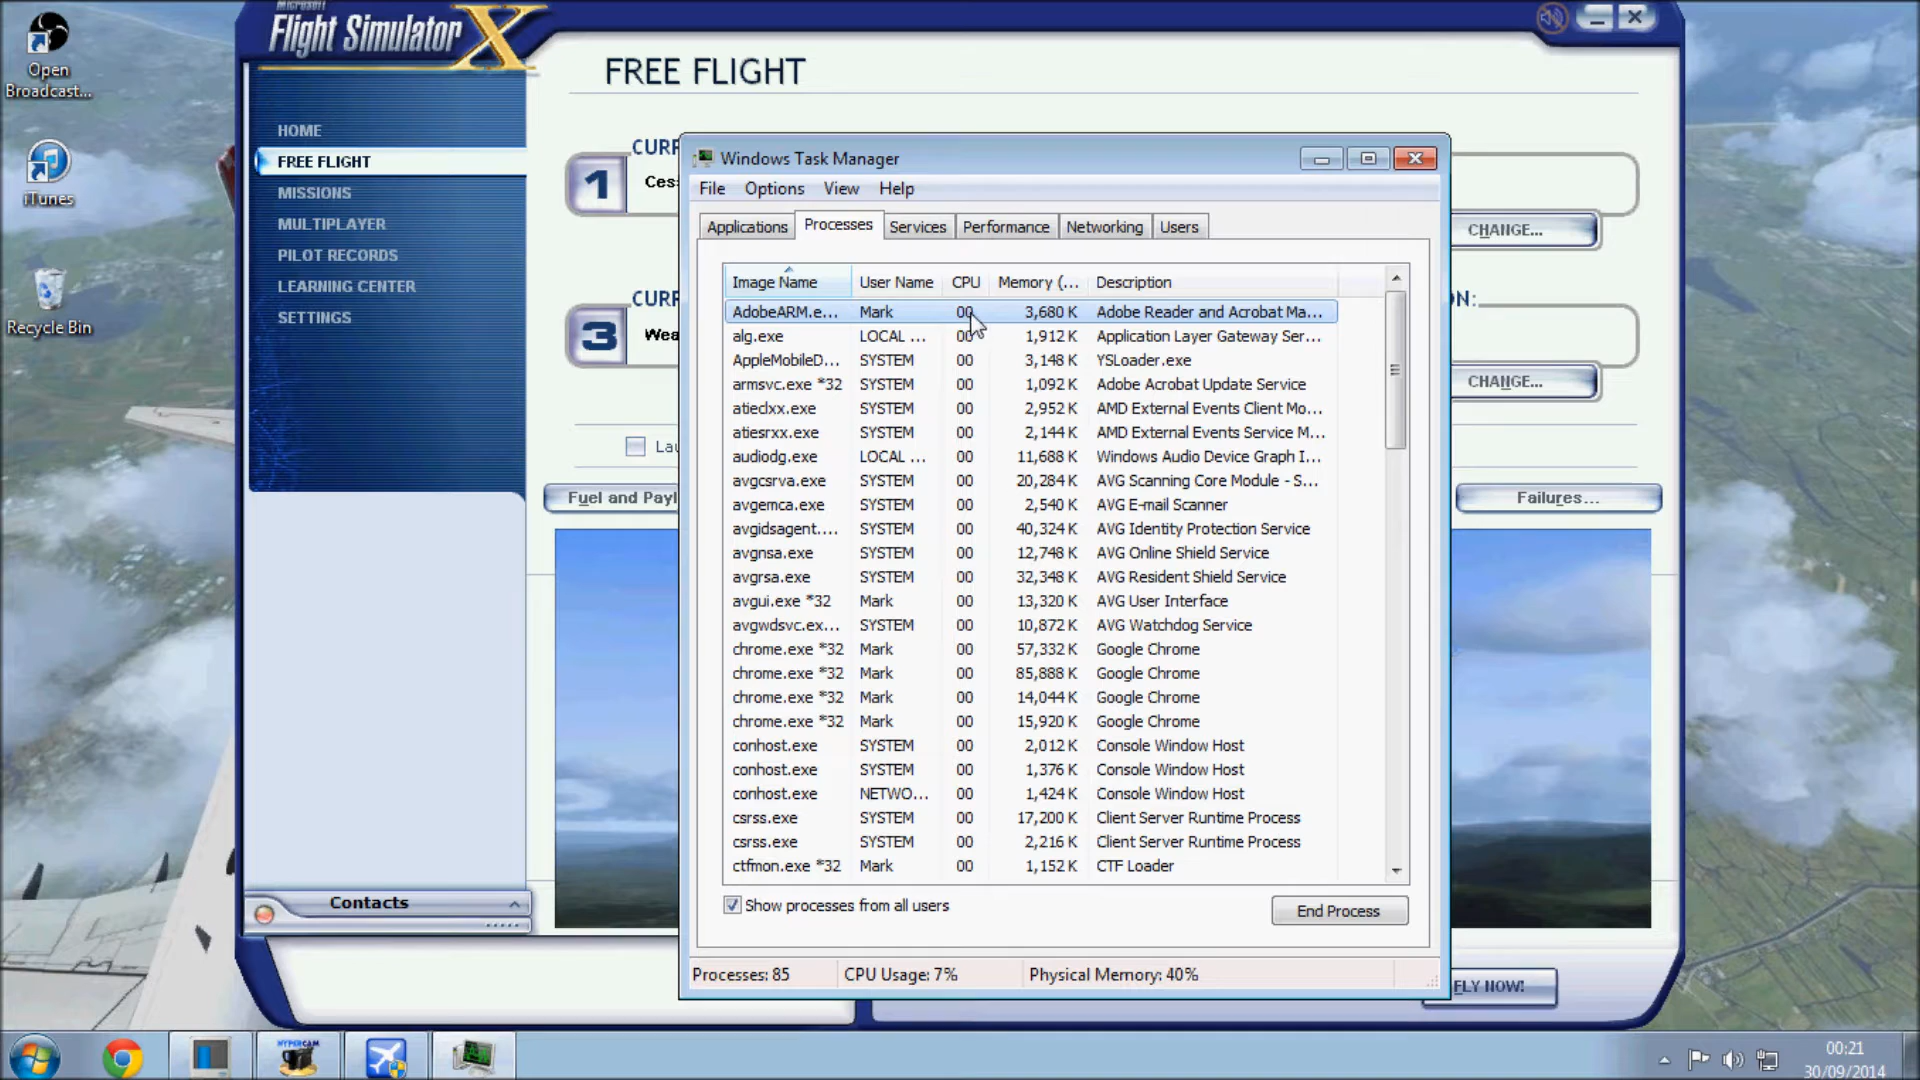 Open
Broadcast...
iTunes
Recycle Bin
Microsoft
Flight Simulator X
HOME
FREE FLIGHT
MISSIONS
MULTIPLAYER
PILOT RECORDS
LEARNING CENTER
SETTINGS
Contacts
FREE FLIGHT
1
CURR
Ces
CHANGE...
3
CURR
Wea
ON:
CHANGE...
Lau
Fuel and Payl
Failures...
FLY NOW!
Windows Task Manager
File Options View Help
Applications Processes Services Performance Networking Users
Image Name User Name CPU Memory (... Description
AdobeARM.e... Mark 00 3,680 K Adobe Reader and Acrobat Ma...
alg.exe LOCAL ... 00 1,912 K Application Layer Gateway Ser...
AppleMobileD... SYSTEM 00 3,148 K YSLoader.exe
armsvc.exe *32 SYSTEM 00 1,092 K Adobe Acrobat Update Service
atieclxx.exe SYSTEM 00 2,952 K AMD External Events Client Mo...
atiesrxx.exe SYSTEM 00 2,144 K AMD External Events Service M...
audiodg.exe LOCAL ... 00 11,688 K Windows Audio Device Graph I...
avgcsrva.exe SYSTEM 00 20,284 K AVG Scanning Core Module - S...
avgemca.exe SYSTEM 00 2,540 K AVG E-mail Scanner
avgidsagent.... SYSTEM 00 40,324 K AVG Identity Protection Service
avgnsa.exe SYSTEM 00 12,748 K AVG Online Shield Service
avgrsa.exe SYSTEM 00 32,348 K AVG Resident Shield Service
avgui.exe *32 Mark 00 13,320 K AVG User Interface
avgwdsvc.ex... SYSTEM 00 10,872 K AVG Watchdog Service
chrome.exe *32 Mark 00 57,332 K Google Chrome
chrome.exe *32 Mark 00 85,888 K Google Chrome
chrome.exe *32 Mark 00 14,044 K Google Chrome
chrome.exe *32 Mark 00 15,920 K Google Chrome
conhost.exe SYSTEM 00 2,012 K Console Window Host
conhost.exe SYSTEM 00 1,376 K Console Window Host
conhost.exe NETWO... 00 1,424 K Console Window Host
csrss.exe SYSTEM 00 17,200 K Client Server Runtime Process
csrss.exe SYSTEM 00 2,216 K Client Server Runtime Process
ctfmon.exe *32 Mark 00 1,152 K CTF Loader
Show processes from all users
End Process
Processes: 85 CPU Usage: 7% Physical Memory: 40%
HYPERCAM
00:21
30/09/2014